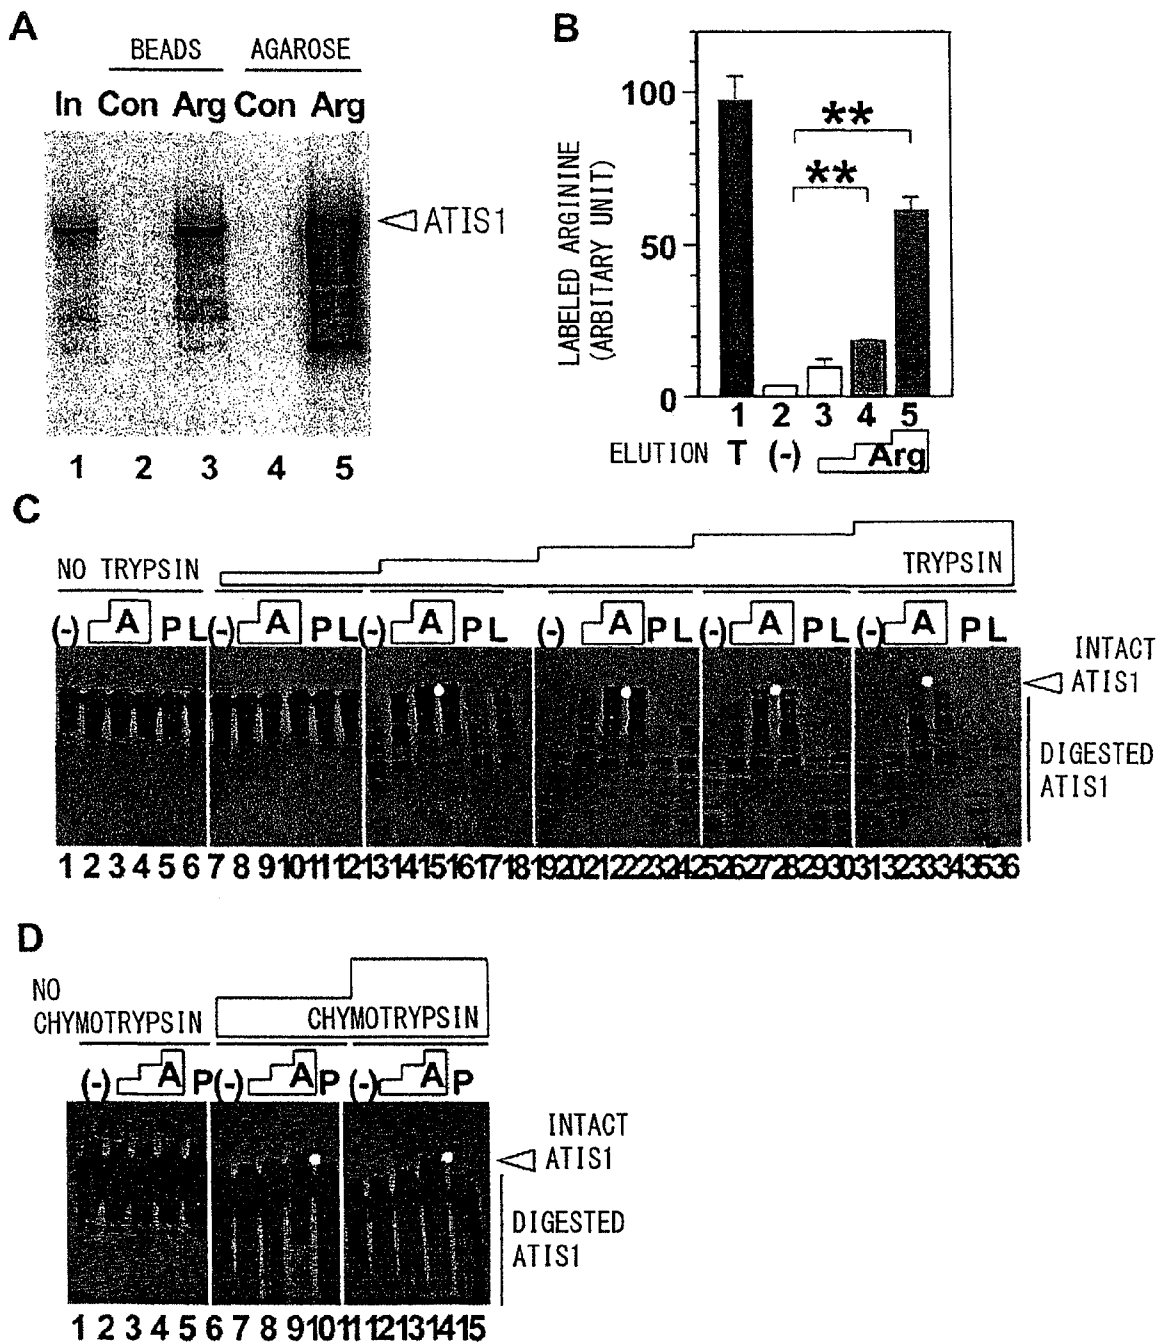 A
BEADS AGAROSE
In Con Arg Con Arg
ATIS1
1 2 3 4 5
B
LABELED ARGININE
(ARBITARY UNIT)
100
50
0
**
**
1 2 3 4 5
ELUTION T (-) Arg
C
NO TRYPSIN TRYPSIN
(-) A P L (-) A P L (-) A P L (-) A P L (-) A P L (-) A P L
INTACT
ATIS1
DIGESTED
ATIS1
1 2 3 4 5 6 7 8 9 10 11 12 13 14 15 16 17 18 19 20 21 22 23 24 25 26 27 28 29 30 31 32 33 34 35 36
D
NO
CHYMOTRYPSIN CHYMOTRYPSIN
(-) A P (-) A P (-) A P
INTACT
ATIS1
DIGESTED
ATIS1
1 2 3 4 5 6 7 8 9 10 11 12 13 14 15